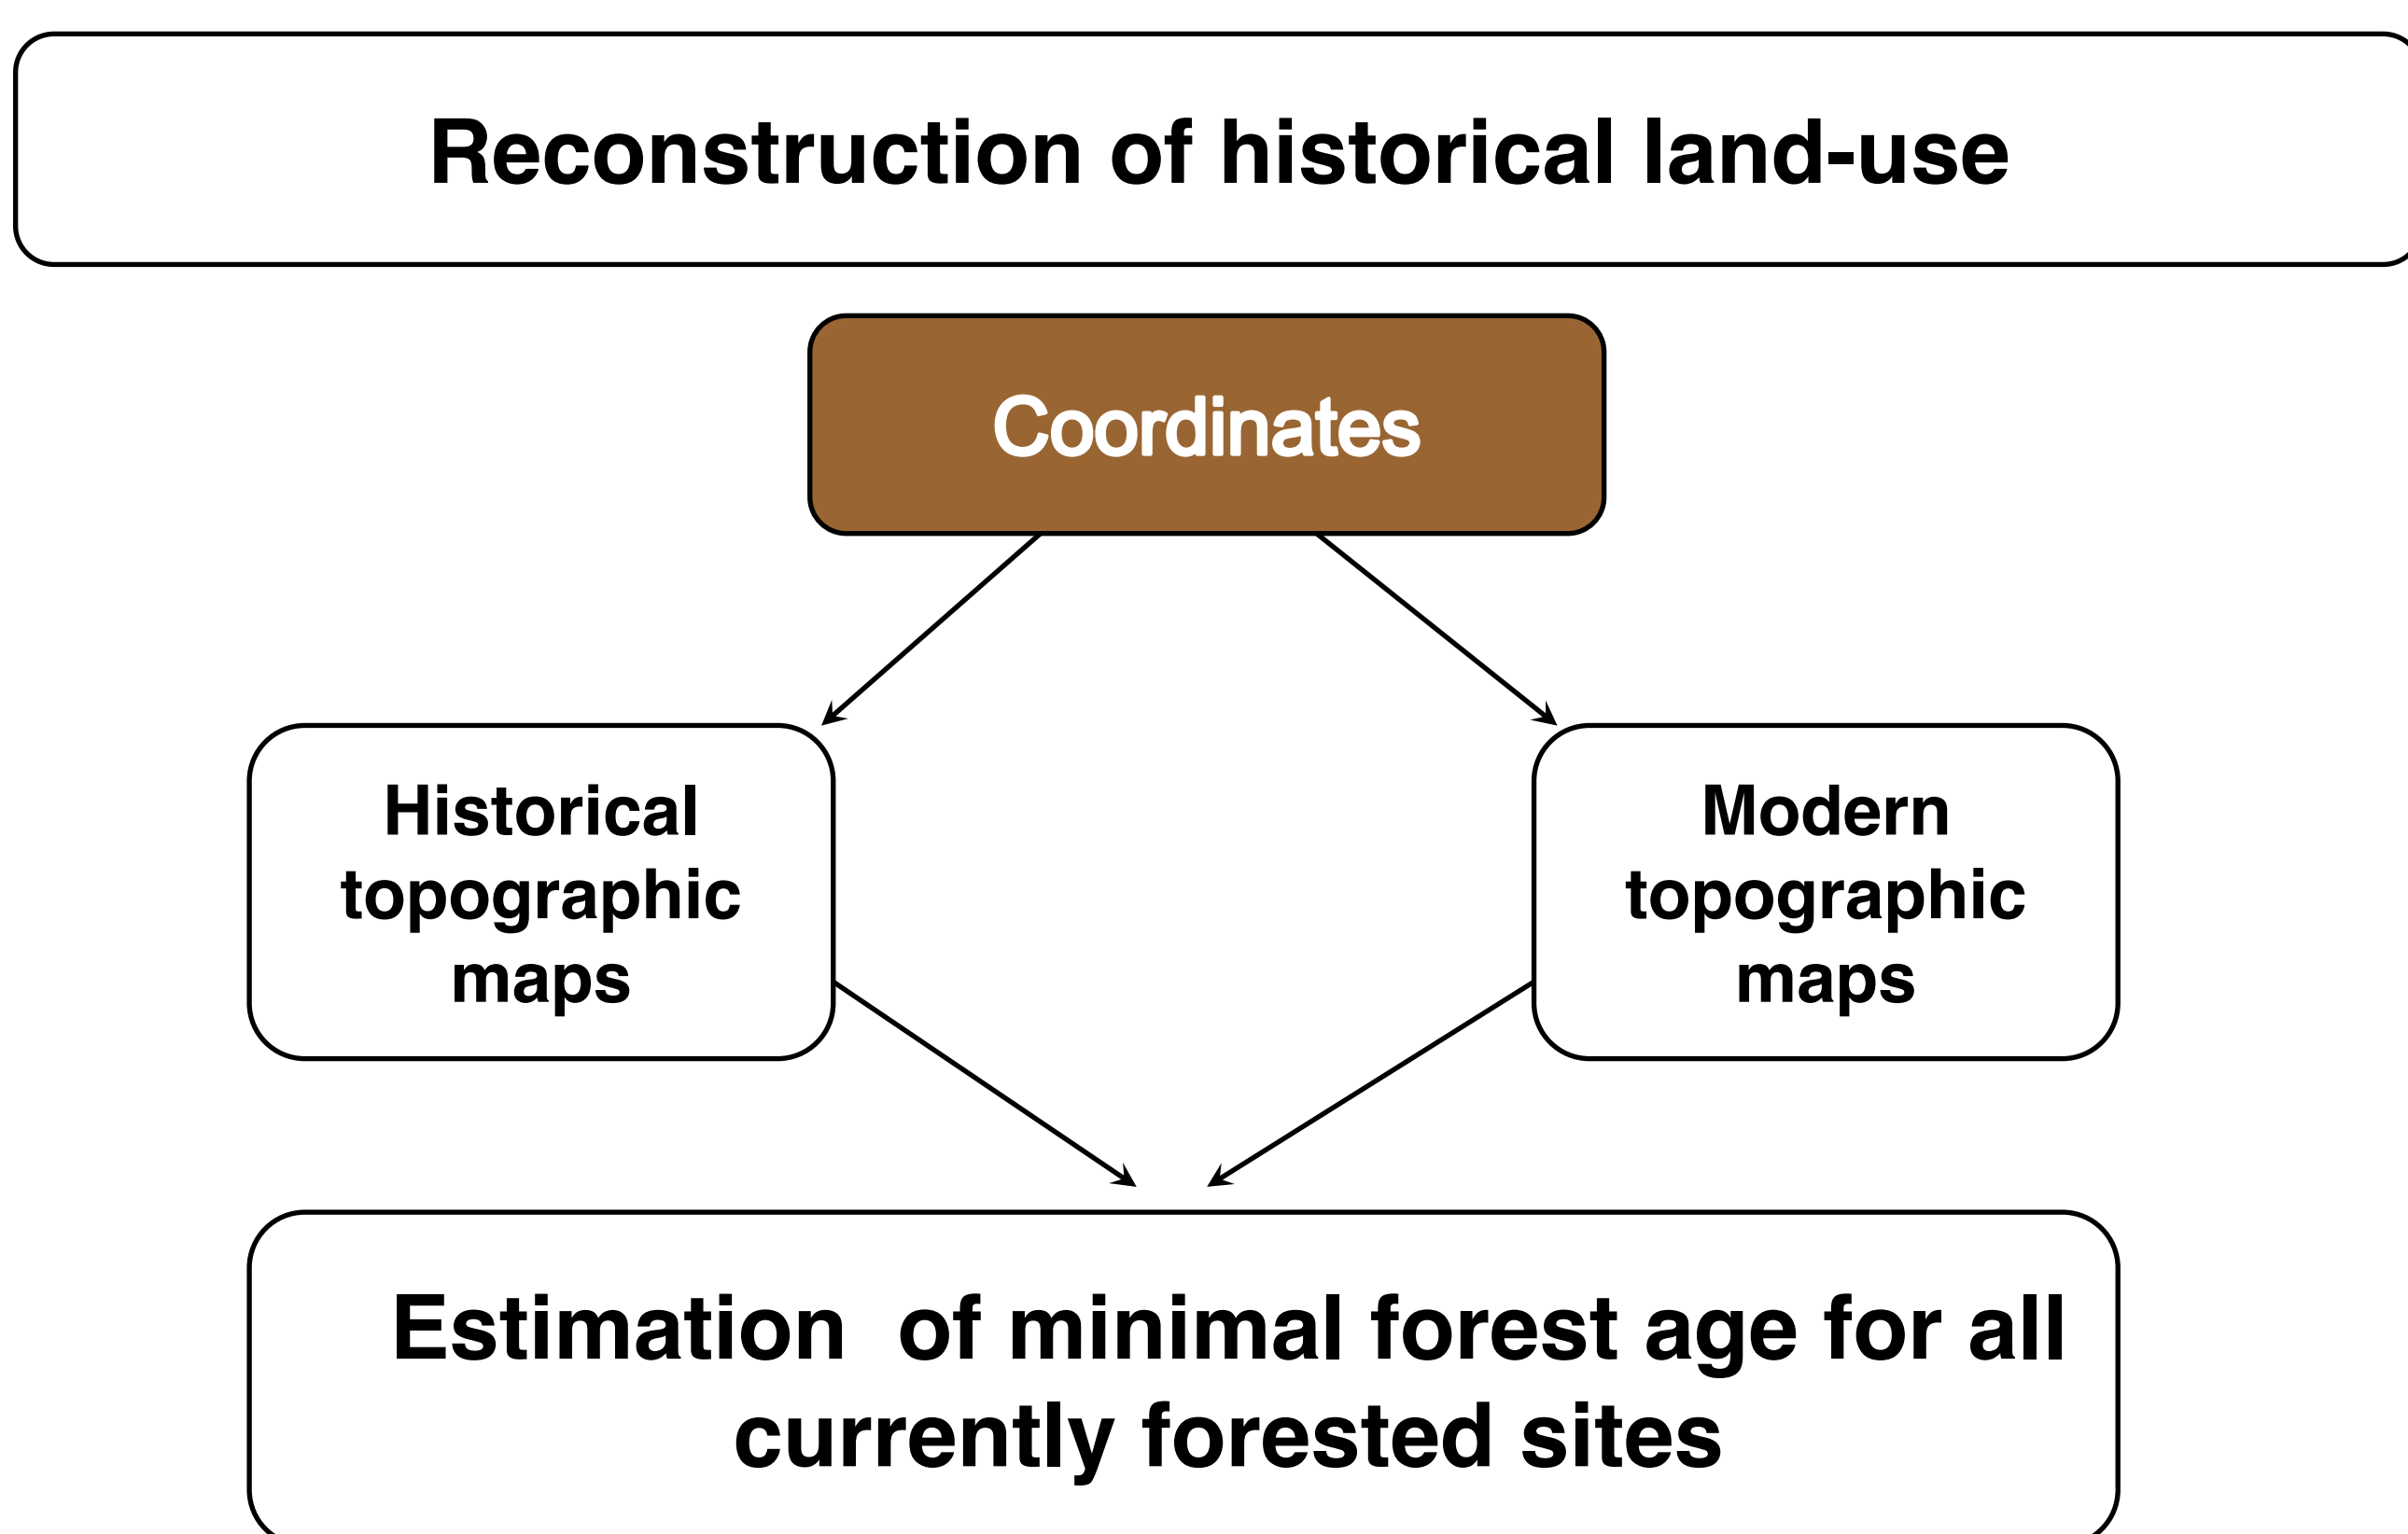 Reconstruction of historical land-use
Coordinates
Historical
topographic
maps
Modern
topographic
maps
Estimation  of minimal forest age for all
currently forested sites